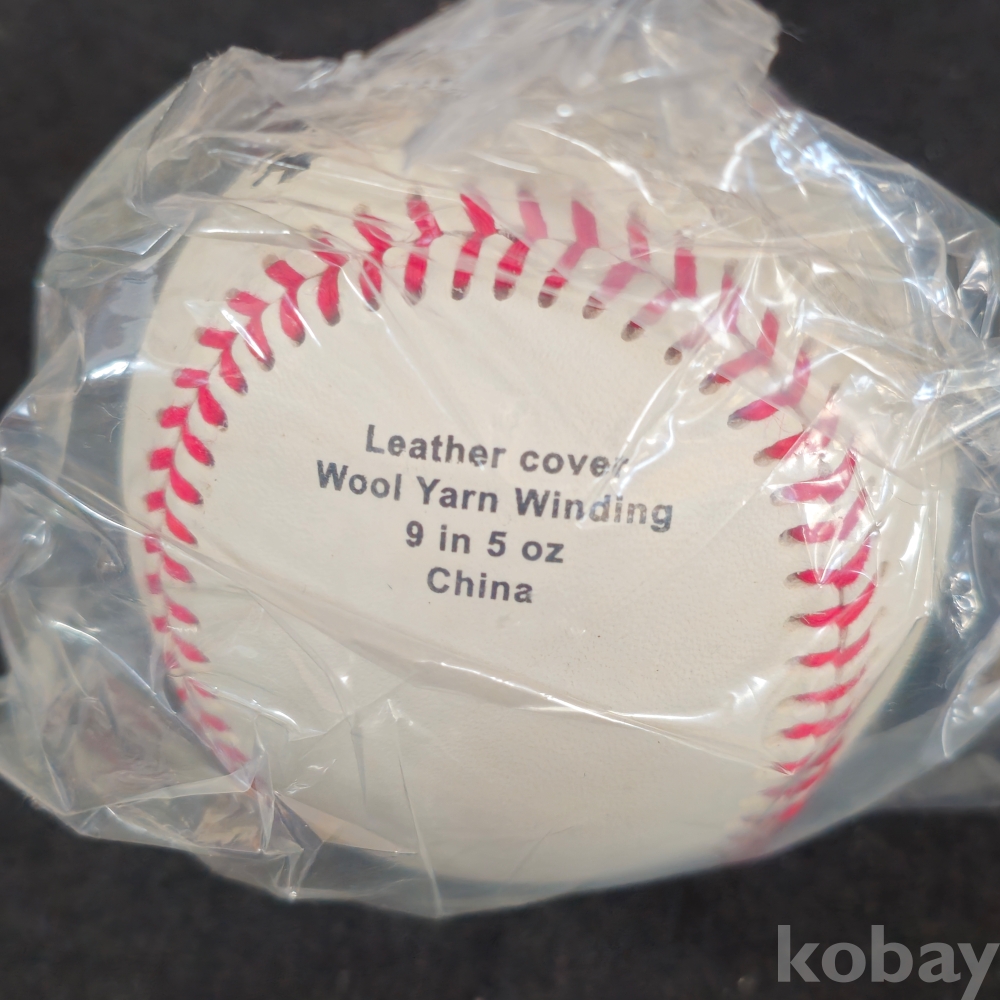 Leather cover
Wool Yarn Winding
9 in 5 oz
China
kobay